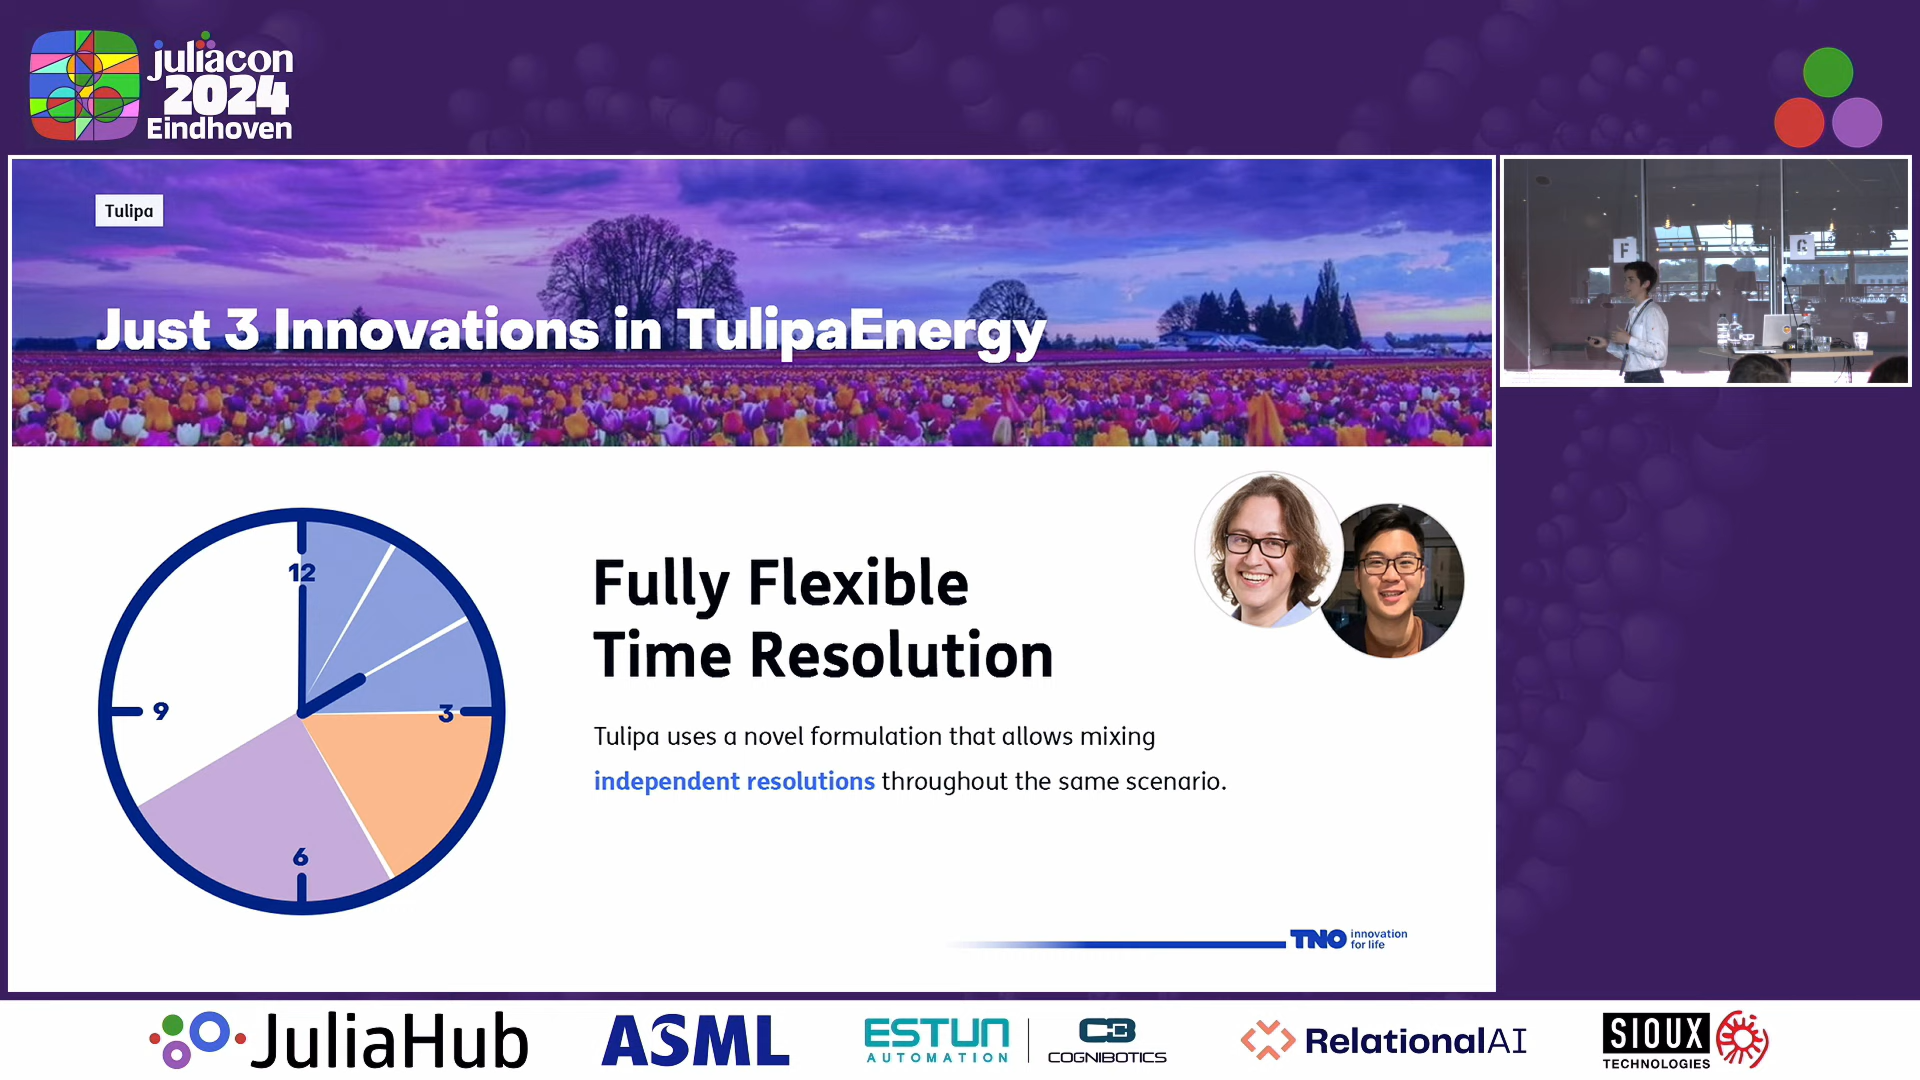 juliacon
2024
Eindhoven
Tulipa
Just 3 Innovations in TulipaEnergy
F
G
12
9
3
6
Fully Flexible
Time Resolution
Tulipa uses a novel formulation that allows mixing
independent resolutions throughout the same scenario.
TNO innovation
for life
JuliaHub
ASML
ESTUN
AUTOMATION
COGNIBOTICS
RelationalAI
SIOUX
TECHNOLOGIES